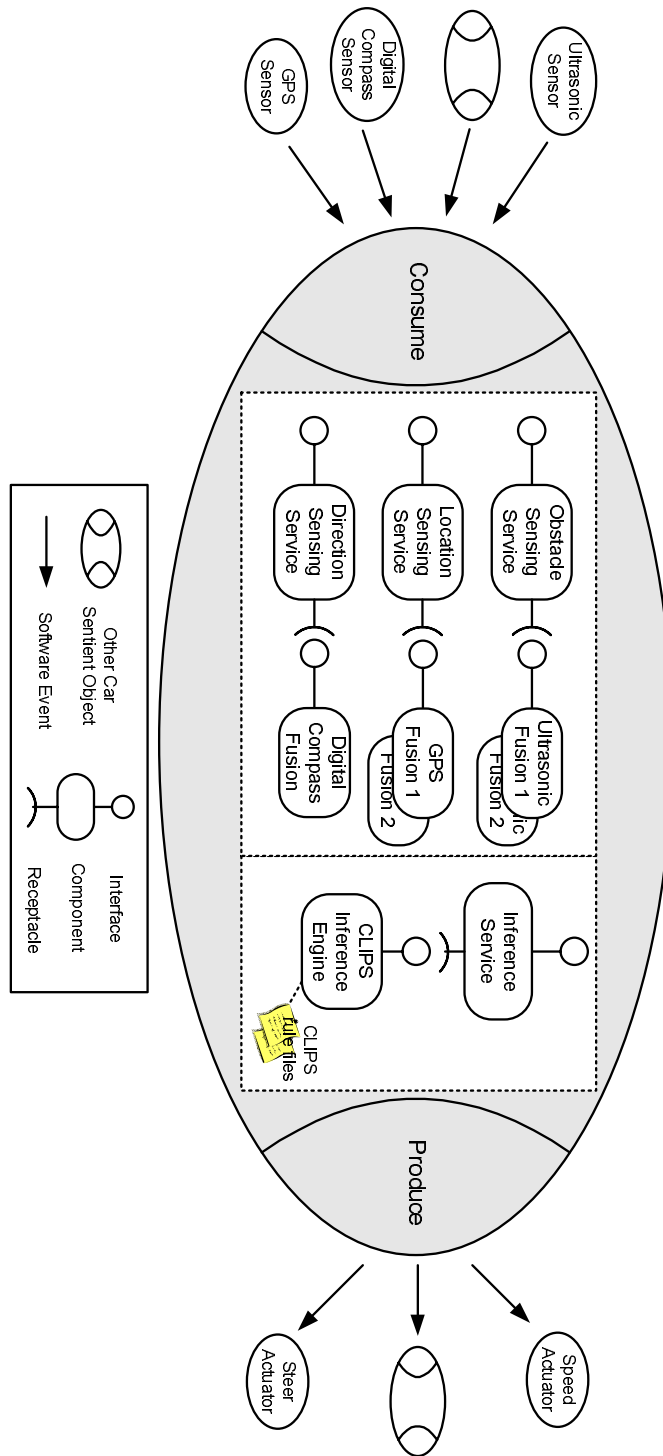 Ultrasonic
Sensor
Digital
Compass
Sensor
GPS
Sensor
Consume
Obstacle
Sensing
Service
Ultrasonic
Fusion 1
ic
Fusion 2
Location
Sensing
Service
GPS
Fusion 1
Fusion 2
Direction
Sensing
Service
Digital
Compass
Fusion
Inference
Service
CLIPS
Inference
Engine
CLIPS
rule files
Produce
Speed
Actuator
Steer
Actuator
Other Car
Sentient Object
Software Event
Interface
Component
Receptacle